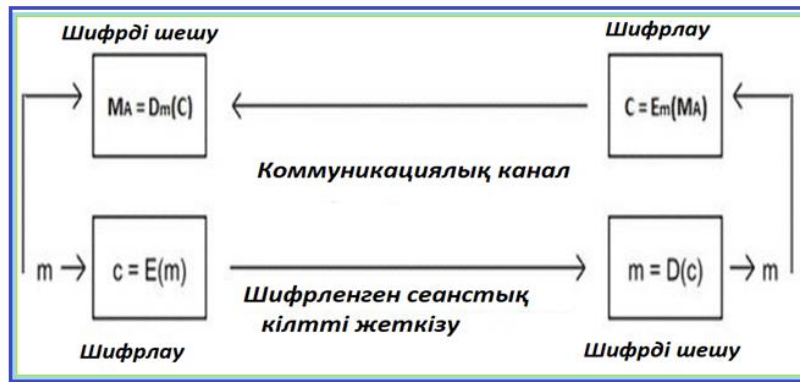 Шифрді шешу
Шифрлау
MA = Dm(C)
C = Em(MA)
Коммуникациялық канал
m
c = E(m)
m = D(c)
m
Шифрленген сеанстық
кілтті жеткізу
Шифрлау
Шифрді шешу